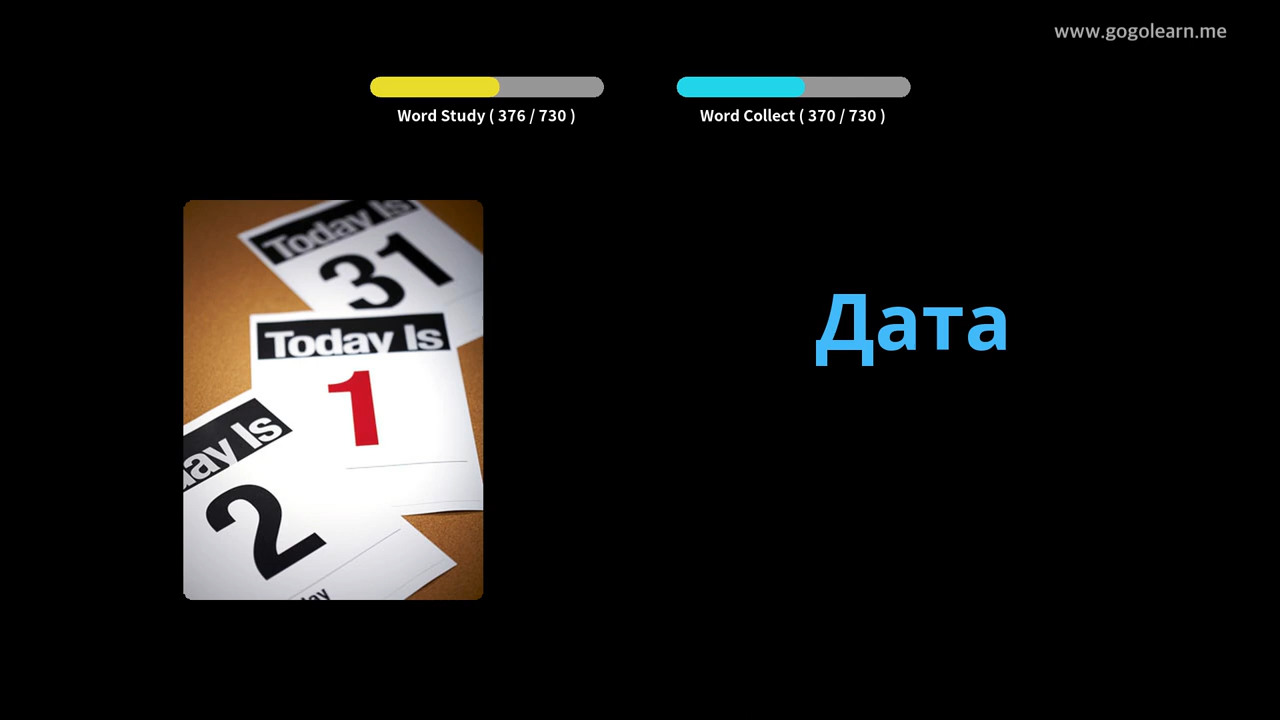 www.gogolearn.me
Word Study ( 376 / 730 )
Word Collect ( 370 / 730 )
Today Is
31
Today Is
1
ay Is
2
Дата